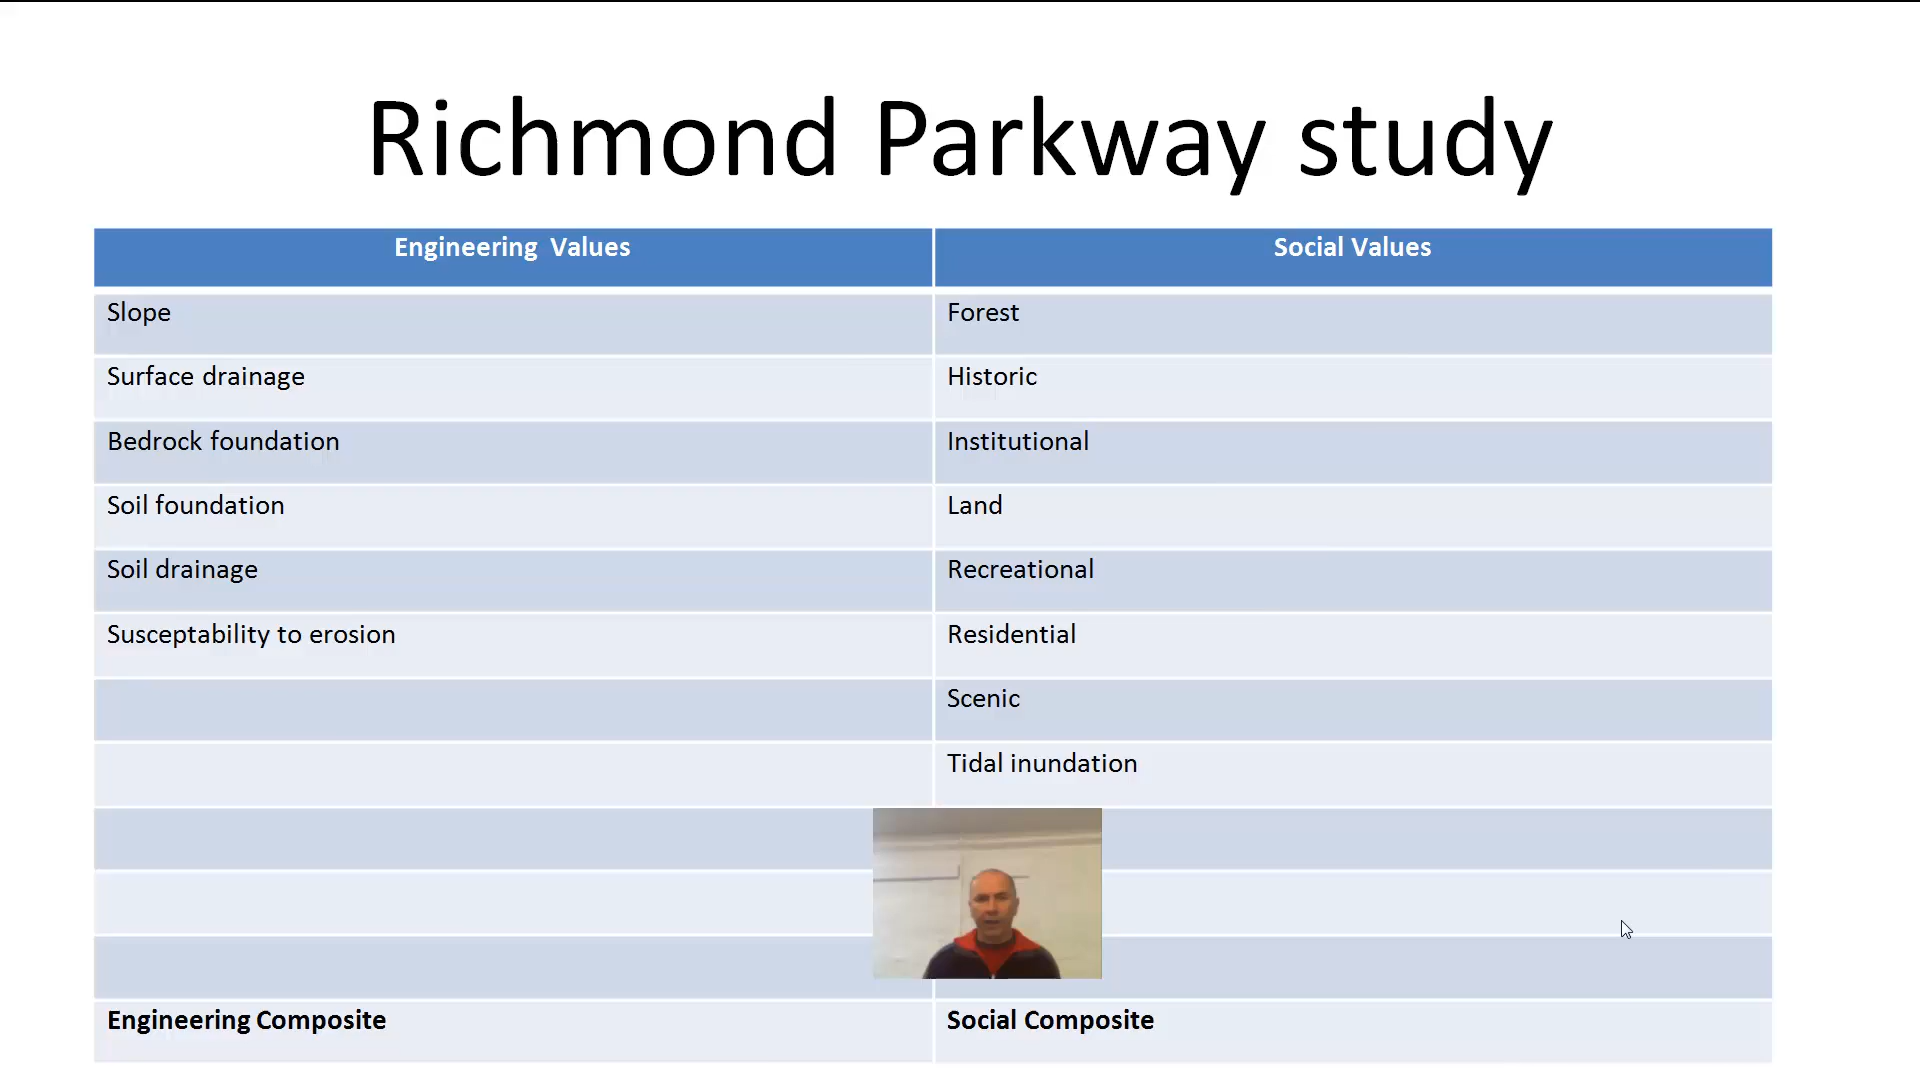 Richmond Parkway study
Engineering Values Social Values
Slope Forest
Surface drainage Historic
Bedrock foundation Institutional
Soil foundation Land
Soil drainage Recreational
Susceptability to erosion Residential
Scenic
Tidal inundation
Engineering Composite Social Composite